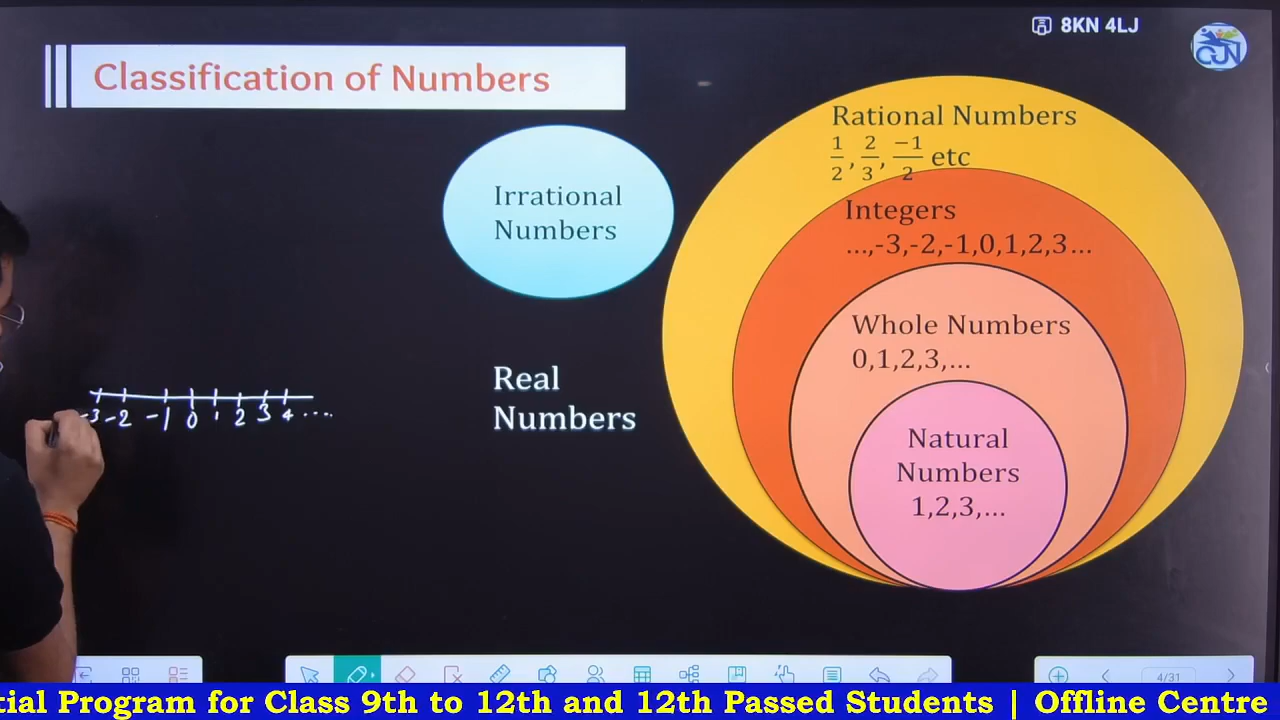 8KN 4LJ
GJN
Classification of Numbers
Rational Numbers
1/2, 2/3, -1/2 etc
Irrational
Numbers
Integers
...,-3,-2,-1,0,1,2,3...
Whole Numbers
0,1,2,3,...
Real
Numbers
-3 -2 -1 0 1 2 3 4 ....
Natural
Numbers
1,2,3,...
4/31
tial Program for Class 9th to 12th and 12th Passed Students | Offline Centre